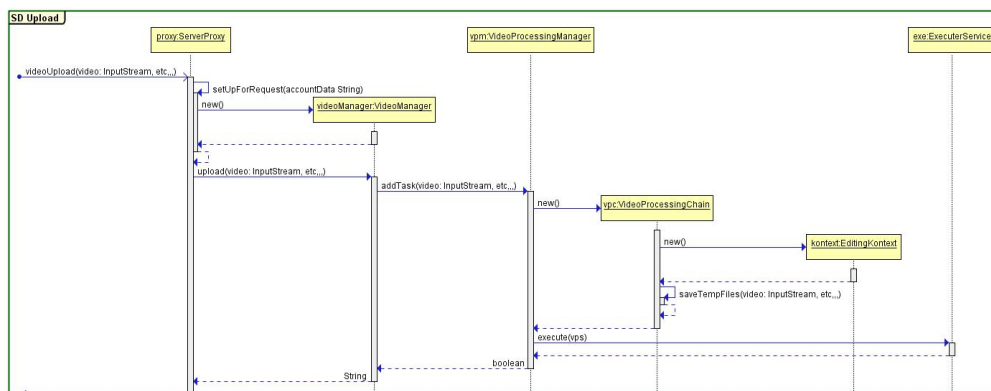 SD Upload
proxy:ServerProxy
vpm:VideoProcessingManager
exe:ExecuterService
videoUpload(video: InputStream, etc,,,)
setUpForRequest(accountData String)
new()
videoManager:VideoManager
upload(video: InputStream, etc,,,)
addTask(video: InputStream, etc,,,)
new()
vpc:VideoProcessingChain
new()
kontext:EditingKontext
saveTempFiles(video: InputStream, etc,,,)
execute(vps)
boolean
String